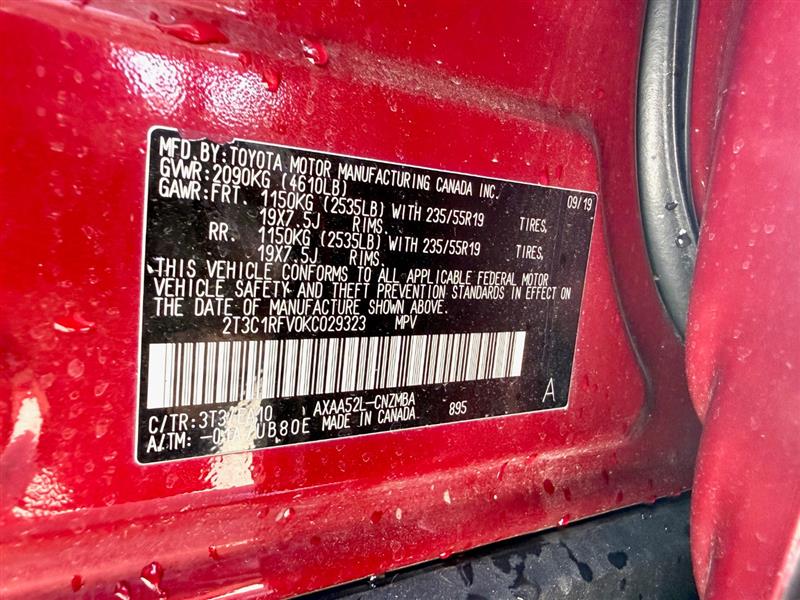 MFD. BY: TOYOTA MOTOR MANUFACTURING CANADA INC.
GVWR: 2090KG (4610LB) 09/19
GAWR: FRT. 1150KG (2535LB) WITH 235/55R19 TIRES,
19X7.5J RIMS.
RR. 1150KG (2535LB) WITH 235/55R19 TIRES,
19X7.5J RIMS.
THIS VEHICLE CONFORMS TO ALL APPLICABLE FEDERAL MOTOR
VEHICLE SAFETY AND THEFT PREVENTION STANDARDS IN EFFECT ON
THE DATE OF MANUFACTURE SHOWN ABOVE.
2T3C1RFV0KC029323 MPV
C/TR: AXAA52L-CNZMBA A
A/TM: UB80E MADE IN CANADA 895